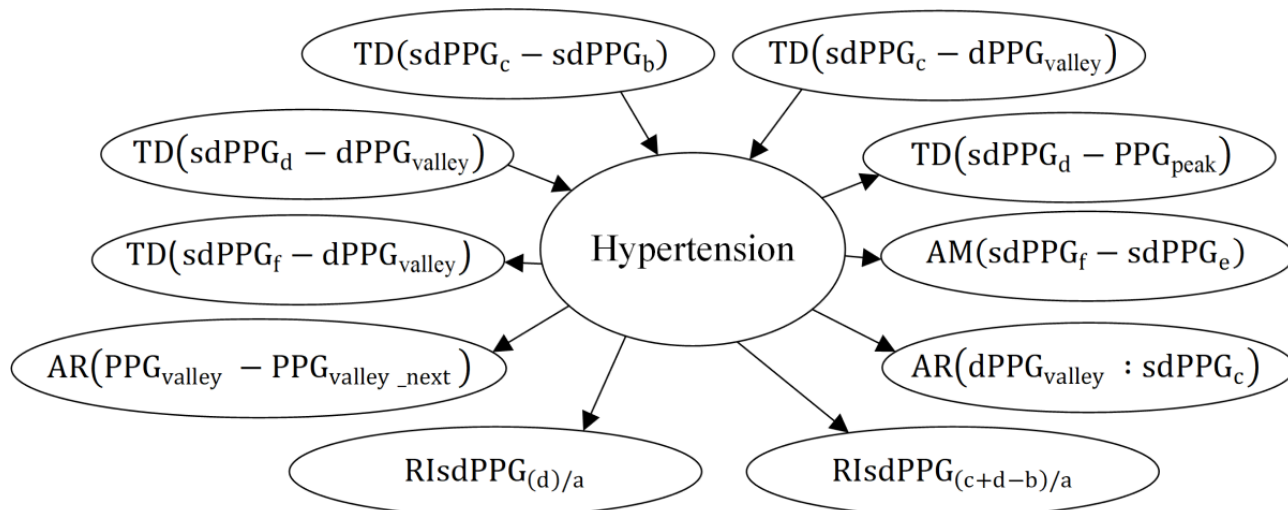 TD(sdPPG_c − sdPPG_b)
TD(sdPPG_c − dPPG_valley)
TD(sdPPG_d − dPPG_valley)
TD(sdPPG_d − PPG_peak)
Hypertension
TD(sdPPG_f − dPPG_valley)
AM(sdPPG_f − sdPPG_e)
AR(PPG_valley − PPG_valley _next)
AR(dPPG_valley : sdPPG_c)
RIsdPPG_(d)/a
RIsdPPG_(c+d−b)/a